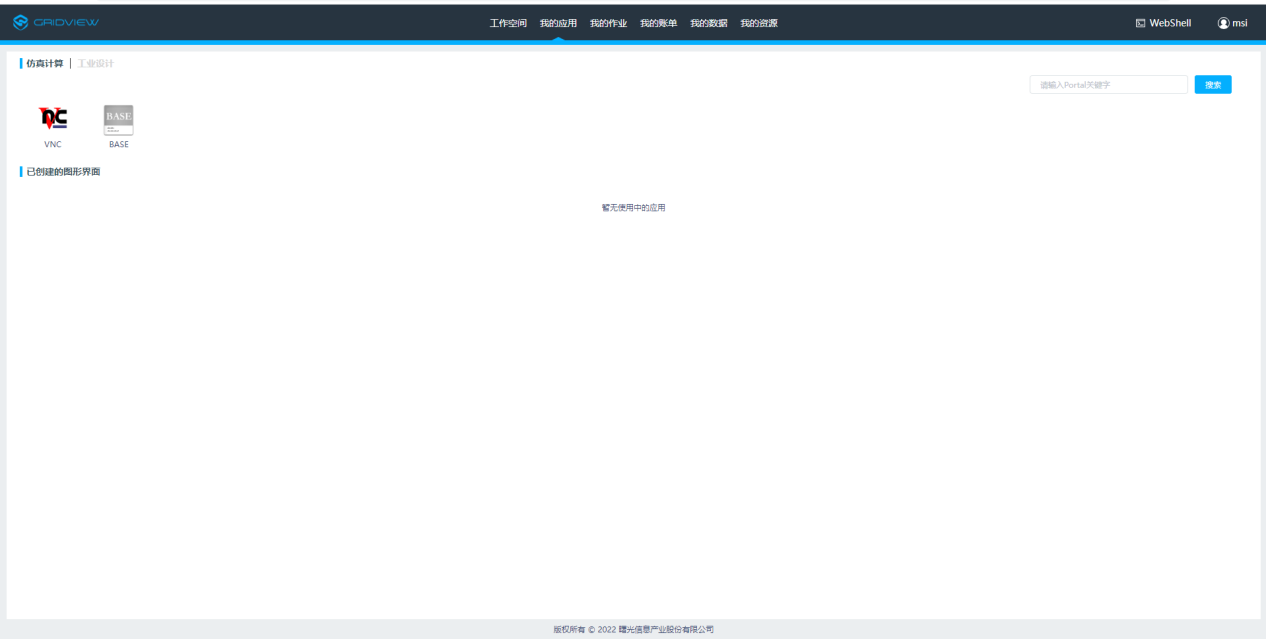 GRIDVIEW 工作空间 我的应用 我的作业 我的账单 我的数据 我的资源 WebShell msi
仿真计算 | 工业设计
请输入Portal关键字 搜索
VNC BASE
VNC BASE
已创建的图形界面
暂无使用中的应用
版权所有 © 2022 曙光信息产业股份有限公司